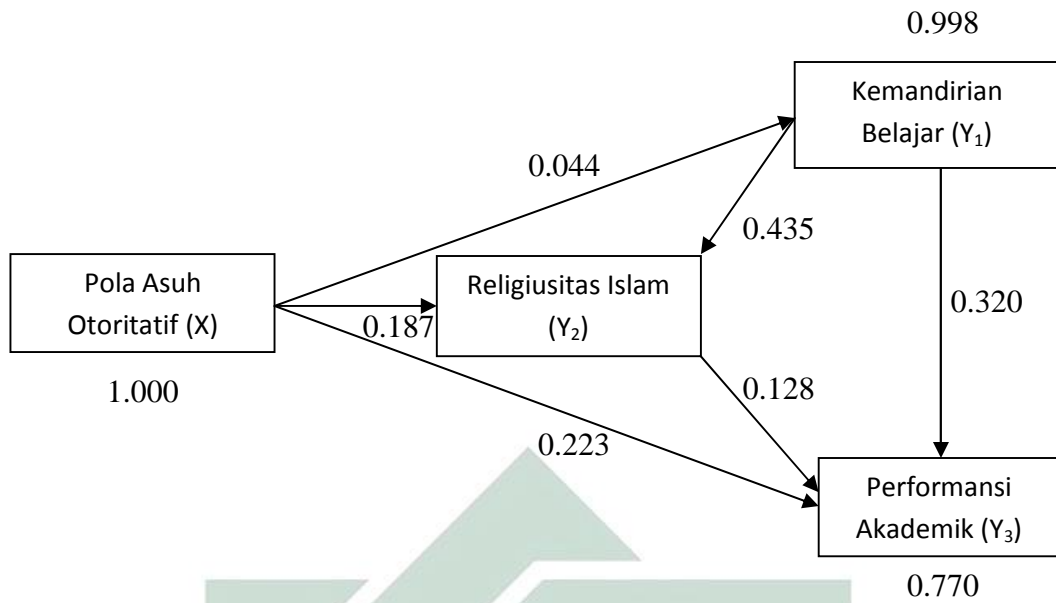 0.998
Kemandirian
Belajar (Y₁)
0.044
0.435
Pola Asuh
Otoritatif (X)
Religiusitas Islam
(Y₂)
0.187
0.320
1.000
0.128
0.223
Performansi
Akademik (Y₃)
0.770